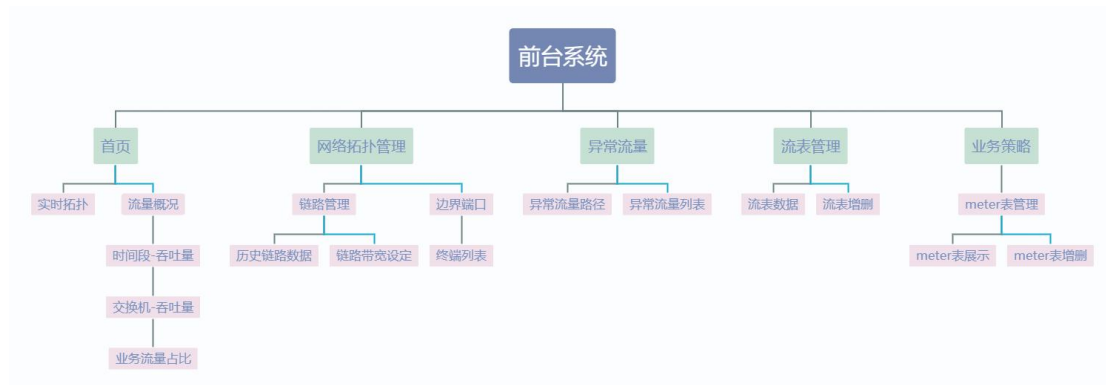 前台系统
首页
网络拓扑管理
异常流量
流表管理
业务策略
实时拓扑
流量概况
链路管理
边界端口
异常流量路径
异常流量列表
流表数据
流表增删
meter表管理
时间段-吞吐量
历史链路数据
链路带宽设定
终端列表
meter表展示
meter表增删
交换机-吞吐量
业务流量占比